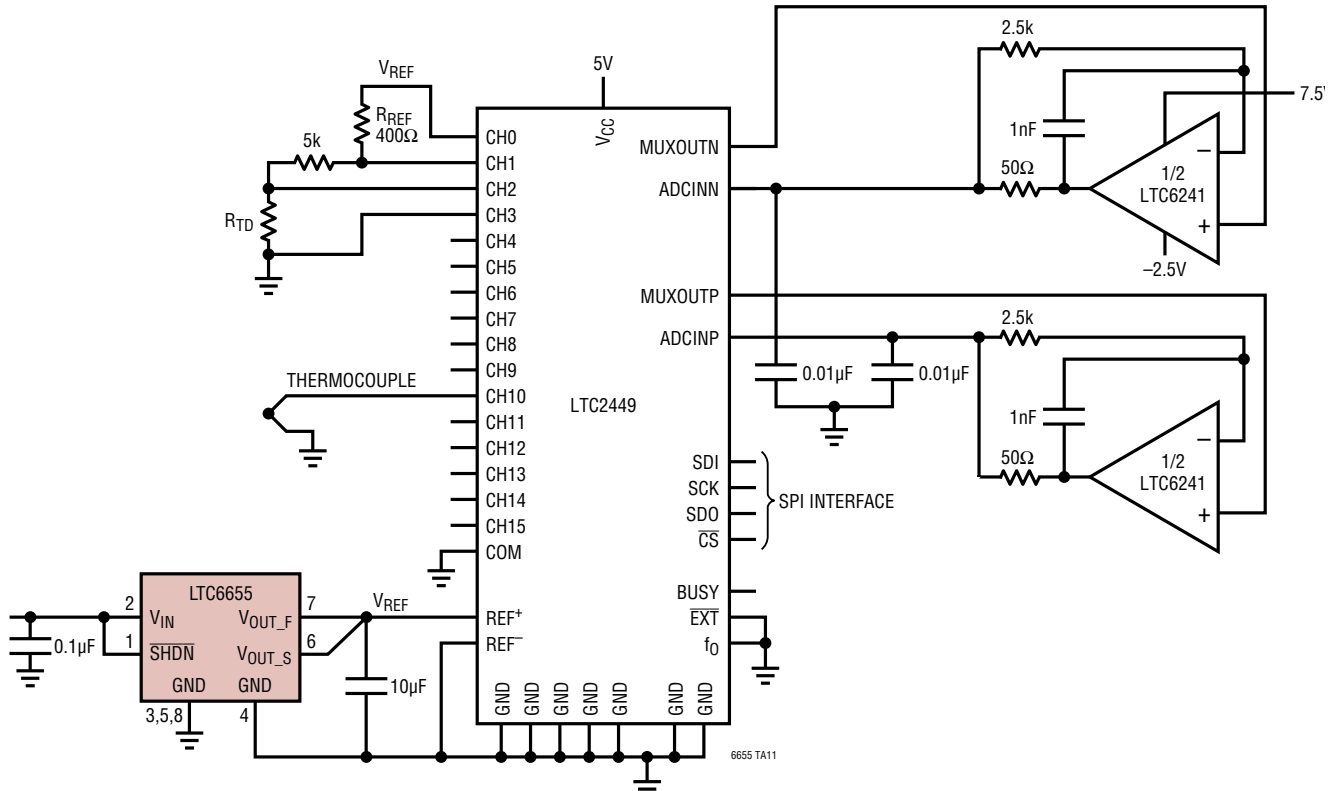 5V
VREF
RREF
400Ω
5k
RTD
THERMOCOUPLE
CH0
CH1
CH2
CH3
CH4
CH5
CH6
CH7
CH8
CH9
CH10
CH11
CH12
CH13
CH14
CH15
COM
REF+
REF–
VCC
LTC2449
MUXOUTN
ADCINN
MUXOUTP
ADCINP
SDI
SCK
SDO
CS
SPI INTERFACE
BUSY
EXT
fO
GND
GND
GND
GND
GND
GND
GND
2.5k
1nF
50Ω
–
1/2
LTC6241
+
7.5V
–2.5V
0.01µF
0.01µF
2.5k
1nF
50Ω
–
1/2
LTC6241
+
LTC6655
2
VIN
1
SHDN
VOUT_F
7
VOUT_S
6
GND
GND
3,5,8
4
0.1µF
VREF
10µF
6655 TA11